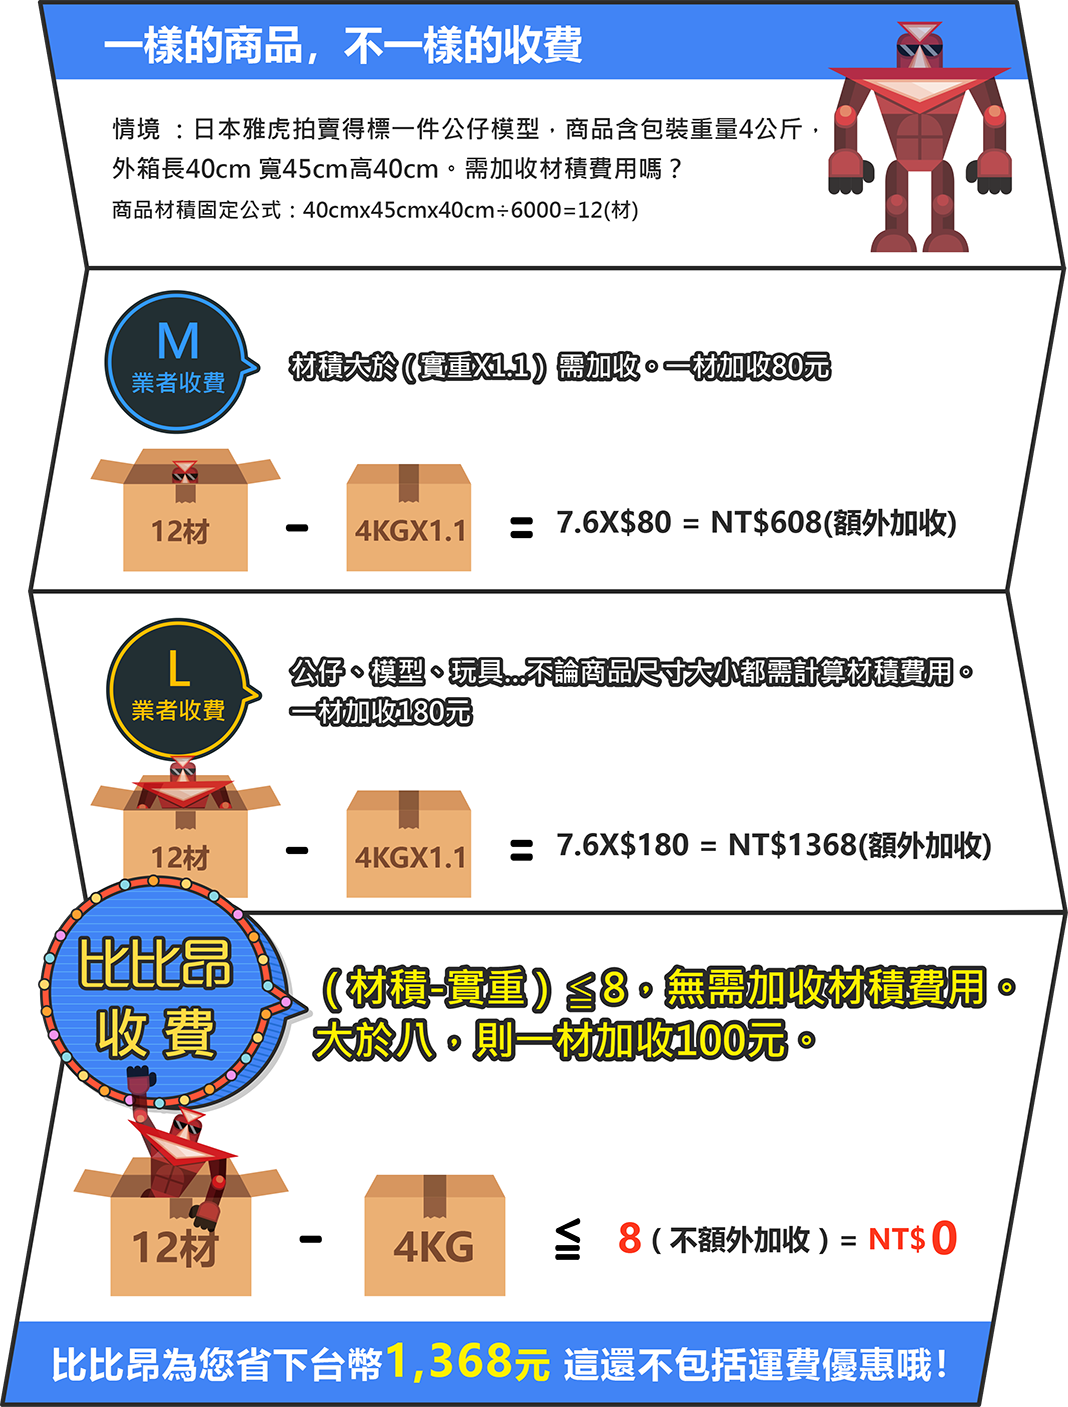 一樣的商品，不一樣的收費
情境 ：日本雅虎拍賣得標一件公仔模型，商品含包裝重量4公斤，
外箱長40cm 寬45cm高40cm。需加收材積費用嗎？
商品材積固定公式：40cmx45cmx40cm÷6000=12(材)
M
業者收費
材積大於（實重X1.1）需加收。一材加收80元
12材 - 4KGX1.1 = 7.6X$80 = NT$608(額外加收)
L
業者收費
公仔、模型、玩具...不論商品尺寸大小都需計算材積費用。
一材加收180元
12材 - 4KGX1.1 = 7.6X$180 = NT$1368(額外加收)
比比昂
收費
（材積-實重）≦8，無需加收材積費用。
大於八，則一材加收100元。
12材 - 4KG ≦ 8（不額外加收）= NT$0
比比昂為您省下台幣1,368元 這還不包括運費優惠哦！